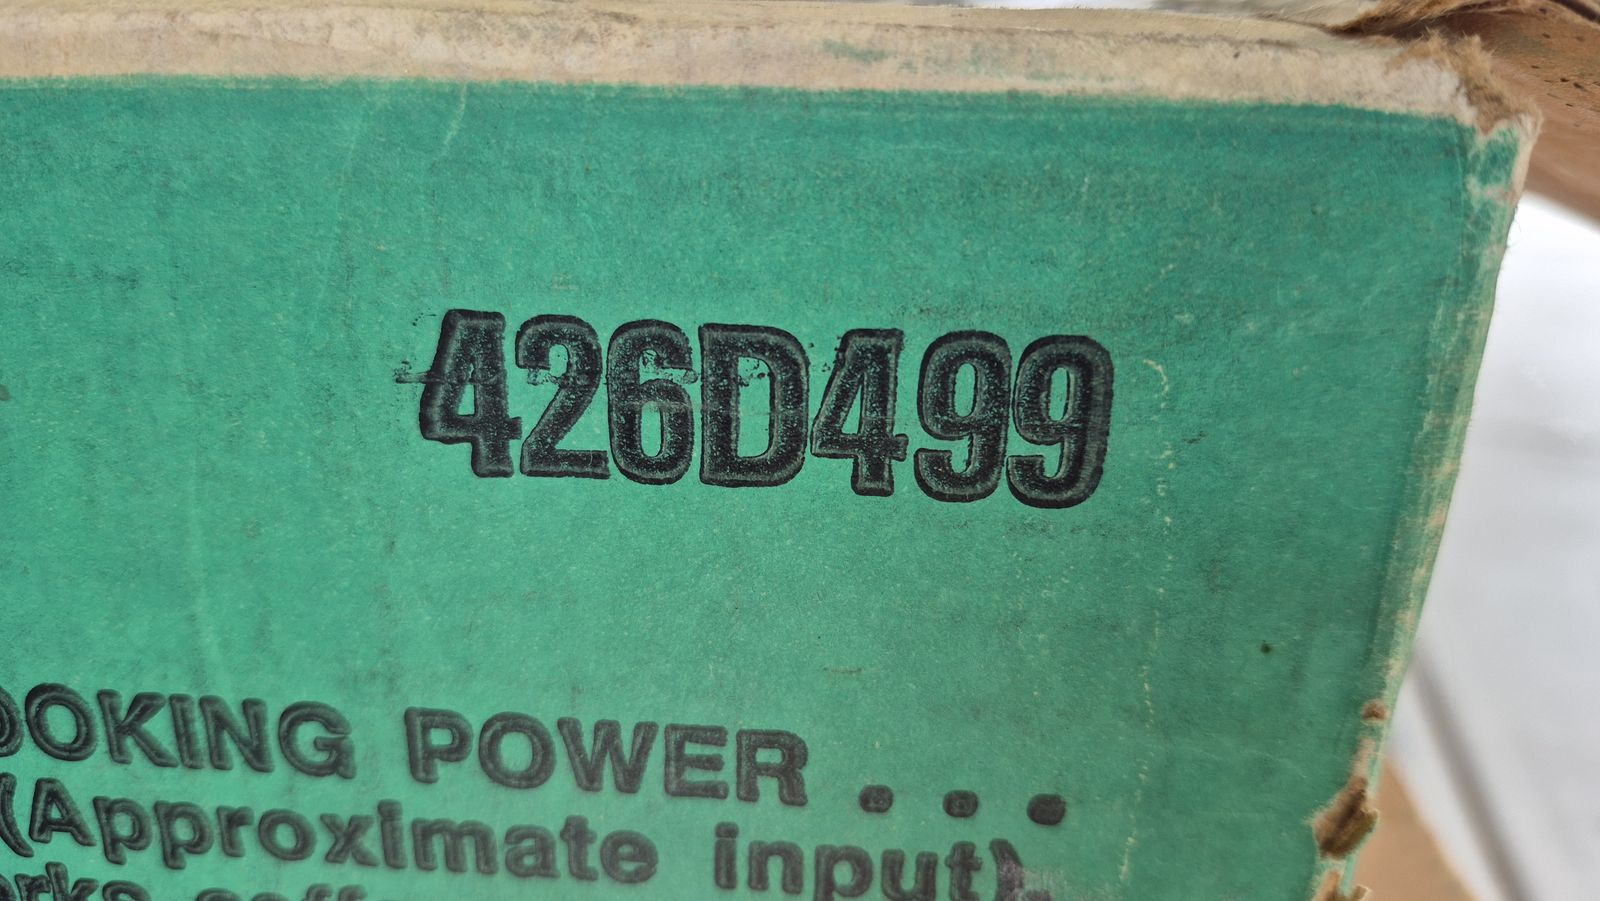 426D499
OOKING POWER . . .
(Approximate input).